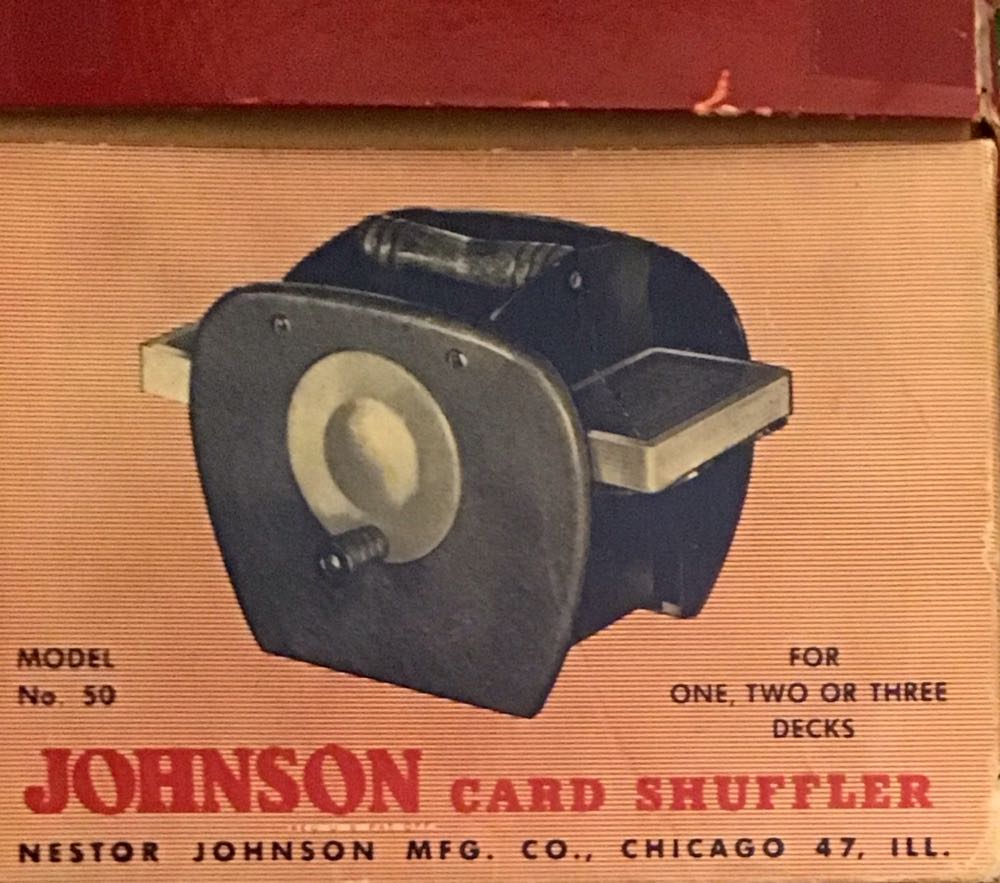 MODEL
No. 50
FOR
ONE, TWO OR THREE
DECKS
JOHNSON CARD SHUFFLER
NESTOR JOHNSON MFG. CO., CHICAGO 47, ILL.